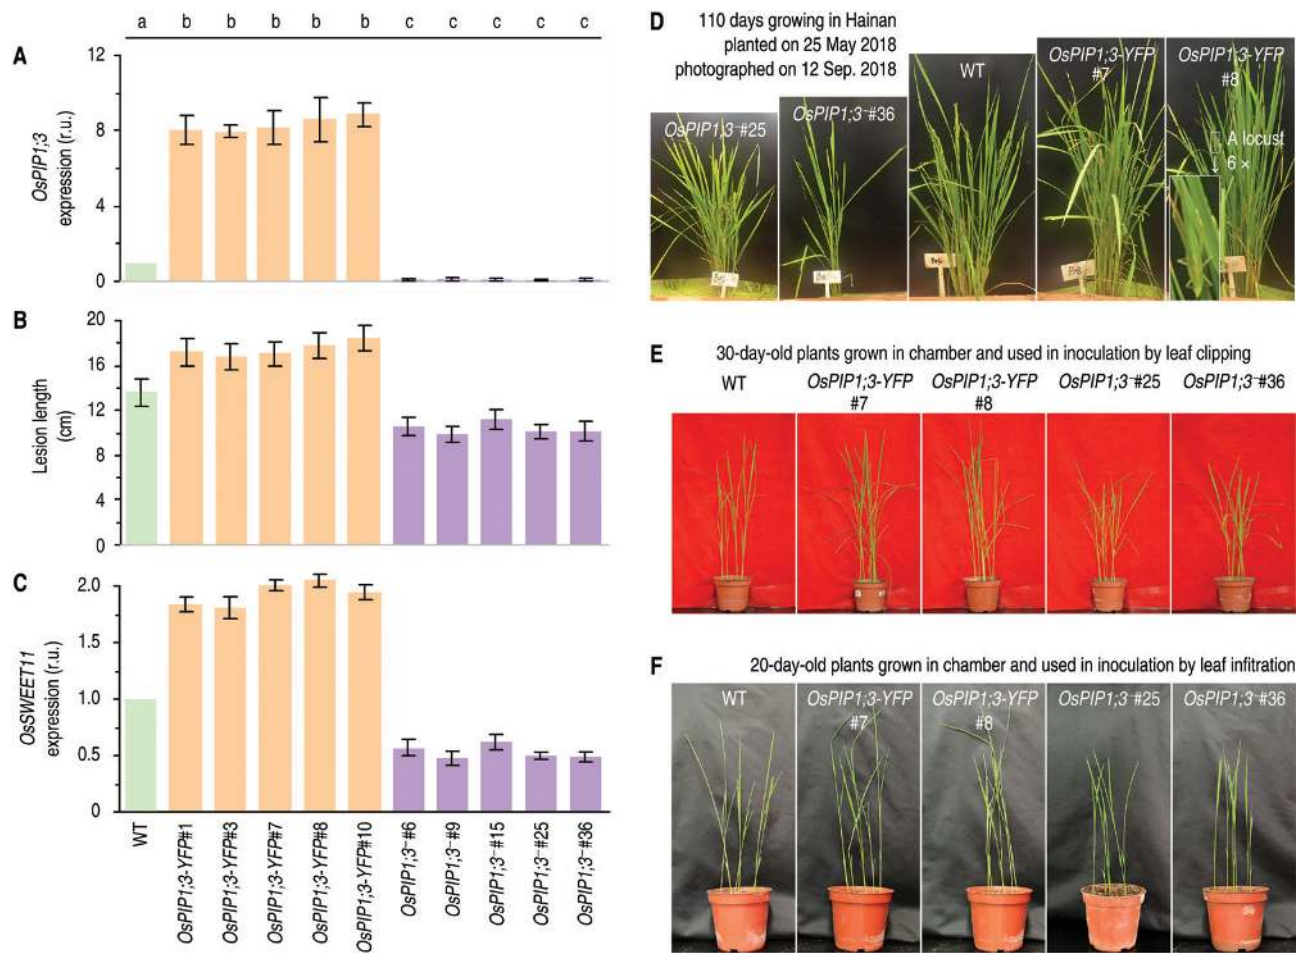 a b b b b b c c c c c
A
12
8
4
0
OsPIP1;3
expression (r.u.)
B
20
16
12
8
4
0
Lesion length
(cm)
C
2.0
1.5
1.0
0.5
0
OsSWEET11
expression (r.u.)
WT
OsPIP1;3-YFP#1
OsPIP1;3-YFP#3
OsPIP1;3-YFP#7
OsPIP1;3-YFP#8
OsPIP1;3-YFP#10
OsPIP1;3⁻#6
OsPIP1;3⁻#9
OsPIP1;3⁻#15
OsPIP1;3⁻#25
OsPIP1;3⁻#36
D
110 days growing in Hainan
planted on 25 May 2018
photographed on 12 Sep. 2018
OsPIP1;3⁻#25
OsPIP1;3⁻#36
WT
OsPIP1;3-YFP
#7
OsPIP1;3-YFP
#8
A locust
↓ 6 ×
E
30-day-old plants grown in chamber and used in inoculation by leaf clipping
WT
OsPIP1;3-YFP
#7
OsPIP1;3-YFP
#8
OsPIP1;3⁻#25
OsPIP1;3⁻#36
F
20-day-old plants grown in chamber and used in inoculation by leaf infitration
WT
OsPIP1;3-YFP
#7
OsPIP1;3-YFP
#8
OsPIP1;3⁻#25
OsPIP1;3⁻#36